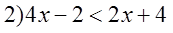 2)4x − 2 < 2x + 4